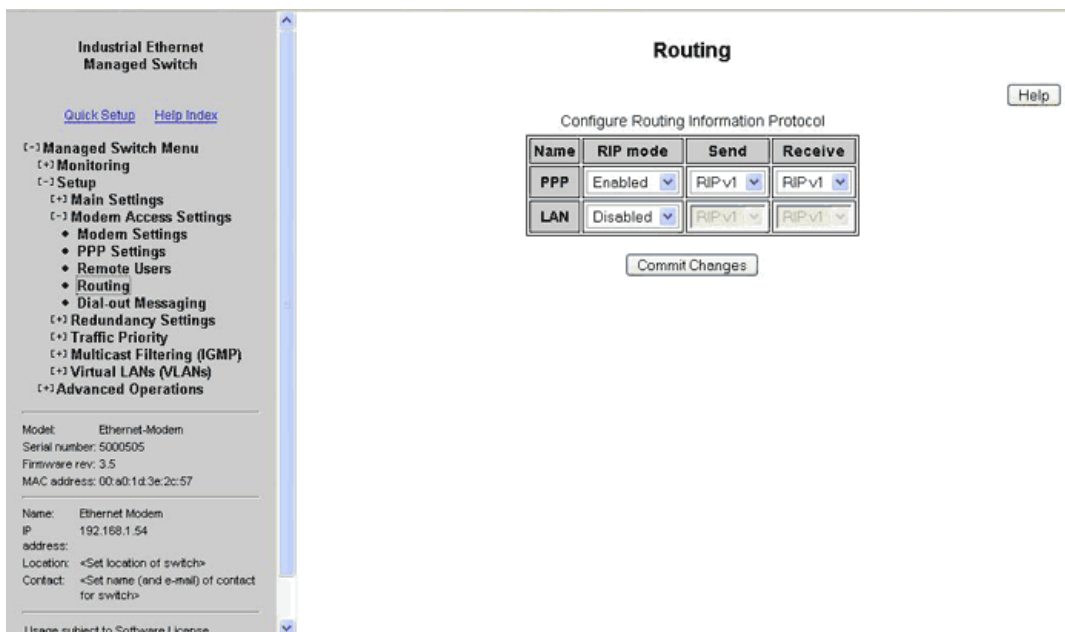 Industrial Ethernet
Managed Switch
Quick Setup Help Index
[-] Managed Switch Menu
[+] Monitoring
[-] Setup
[+] Main Settings
[-] Modem Access Settings
• Modem Settings
• PPP Settings
• Remote Users
• Routing
• Dial-out Messaging
[+] Redundancy Settings
[+] Traffic Priority
[+] Multicast Filtering (IGMP)
[+] Virtual LANs (VLANs)
[+] Advanced Operations
Model: Ethernet-Modem
Serial number: 5000505
Firmware rev: 3.5
MAC address: 00:a0:1d:3e:2c:57
Name: Ethernet Modem
IP 192.168.1.54
address:
Location: <Set location of switch>
Contact: <Set name (and e-mail) of contact
for switch>
Usage subject to Software License
Routing
Help
Configure Routing Information Protocol
Name RIP mode Send Receive
PPP Enabled RIPv1 RIPv1
LAN Disabled RIPv1 RIPv1
Commit Changes